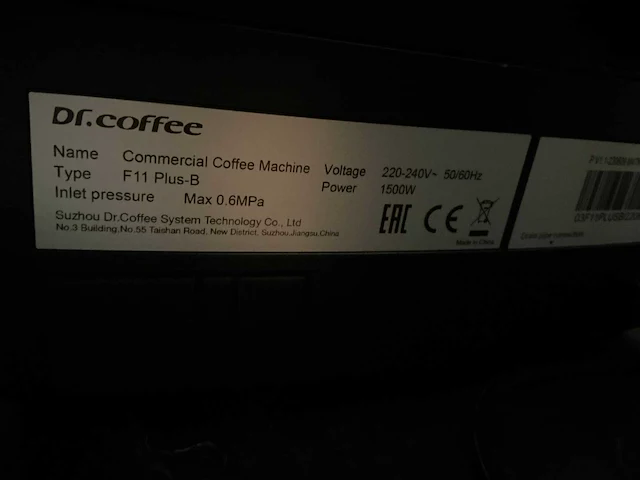 Dr.coffee
Name Commercial Coffee Machine
Type F11 Plus-B
Inlet pressure Max 0.6MPa
Voltage 220-240V~ 50/60Hz
Power 1500W
Suzhou Dr.Coffee System Technology Co., Ltd
No.3 Building,No.55 Taishan Road, New District, Suzhou,Jiangsu,China
EAC CE
Made in China